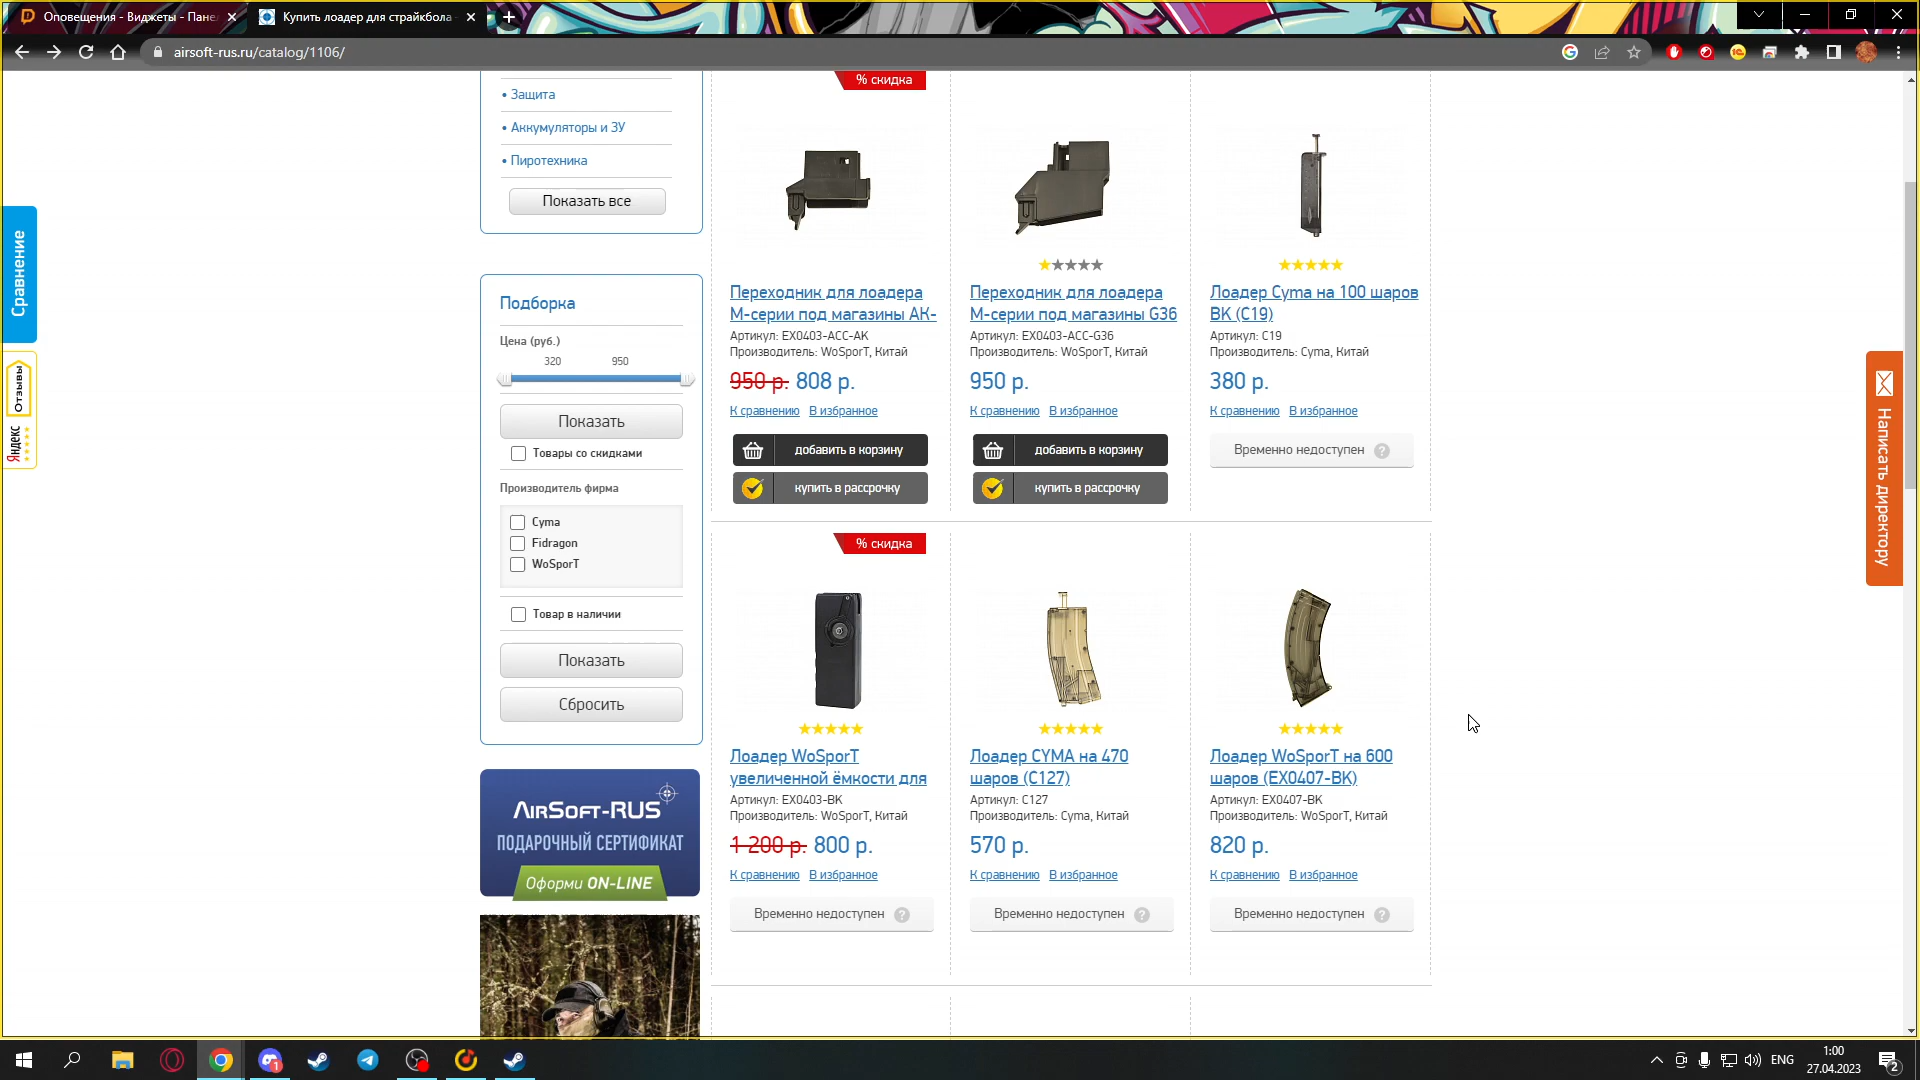 Оповещения - Виджеты - Пане
Купить лоадер для страйкбола
airsoft-rus.ru/catalog/1106/
• Защита
• Аккумуляторы и ЗУ
• Пиротехника
Показать все
Сравнение
Отзывы
Яндекс
Подборка
Цена (руб.)
320 950
Показать
Товары со скидками
Производитель фирма
Cyma
Fidragon
WoSporT
Товар в наличии
Показать
Сбросить
AirSoft-RUS
ПОДАРОЧНЫЙ СЕРТИФИКАТ
Оформи ON-LINE
% скидка
Переходник для лоадера
М-серии под магазины АК-
Артикул: EX0403-ACC-AK
Производитель: WoSporT, Китай
950 р. 808 р.
К сравнению В избранное
добавить в корзину
купить в рассрочку
Переходник для лоадера
М-серии под магазины G36
Артикул: EX0403-ACC-G36
Производитель: WoSporT, Китай
950 р.
К сравнению В избранное
добавить в корзину
купить в рассрочку
Лоадер Cyma на 100 шаров
BK (C19)
Артикул: C19
Производитель: Cyma, Китай
380 р.
К сравнению В избранное
Временно недоступен ?
% скидка
Лоадер WoSporT
увеличенной ёмкости для
Артикул: EX0403-BK
Производитель: WoSporT, Китай
1 200 р. 800 р.
К сравнению В избранное
Временно недоступен ?
Лоадер CYMA на 470
шаров (C127)
Артикул: C127
Производитель: Cyma, Китай
570 р.
К сравнению В избранное
Временно недоступен ?
Лоадер WoSporT на 600
шаров (EX0407-BK)
Артикул: EX0407-BK
Производитель: WoSporT, Китай
820 р.
К сравнению В избранное
Временно недоступен ?
Написать директору
1
ENG
1:00
27.04.2023
2